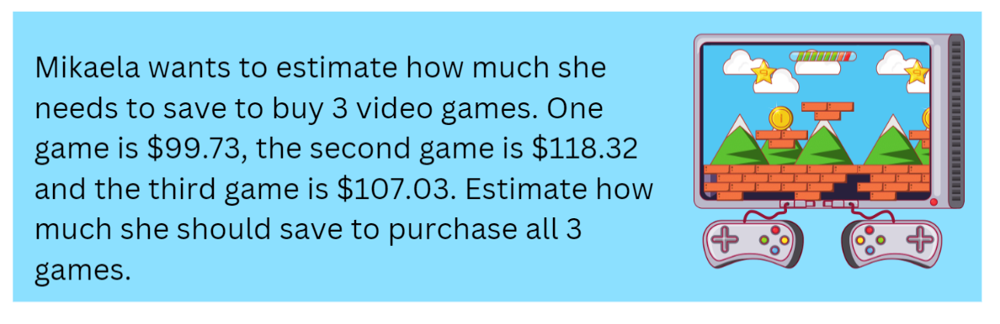 Mikaela wants to estimate how much she
needs to save to buy 3 video games. One
game is $99.73, the second game is $118.32
and the third game is $107.03. Estimate how
much she should save to purchase all 3
games.